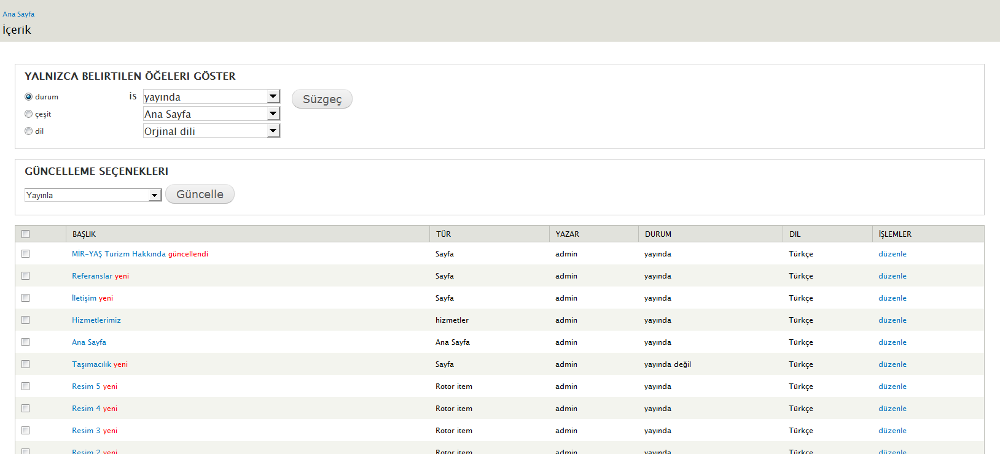 Ana Sayfa
İçerik
YALNIZCA BELIRTILEN ÖĞELERI GÖSTER
durum İS yayında Süzgeç
çeşit Ana Sayfa
dil Orjinal dili
GÜNCELLEME SEÇENEKLERI
Yayınla Güncelle
BAŞLIK TÜR YAZAR DURUM DIL İŞLEMLER
MİR-YAŞ Turizm Hakkında güncellendi Sayfa admin yayında Türkçe düzenle
Referanslar yeni Sayfa admin yayında Türkçe düzenle
İletişim yeni Sayfa admin yayında Türkçe düzenle
Hizmetlerimiz hizmetler admin yayında Türkçe düzenle
Ana Sayfa Ana Sayfa admin yayında Türkçe düzenle
Taşımacılık yeni Sayfa admin yayında değil Türkçe düzenle
Resim 5 yeni Rotor item admin yayında Türkçe düzenle
Resim 4 yeni Rotor item admin yayında Türkçe düzenle
Resim 3 yeni Rotor item admin yayında Türkçe düzenle
Resim 2 yeni Rotor item admin yayında Türkçe düzenle